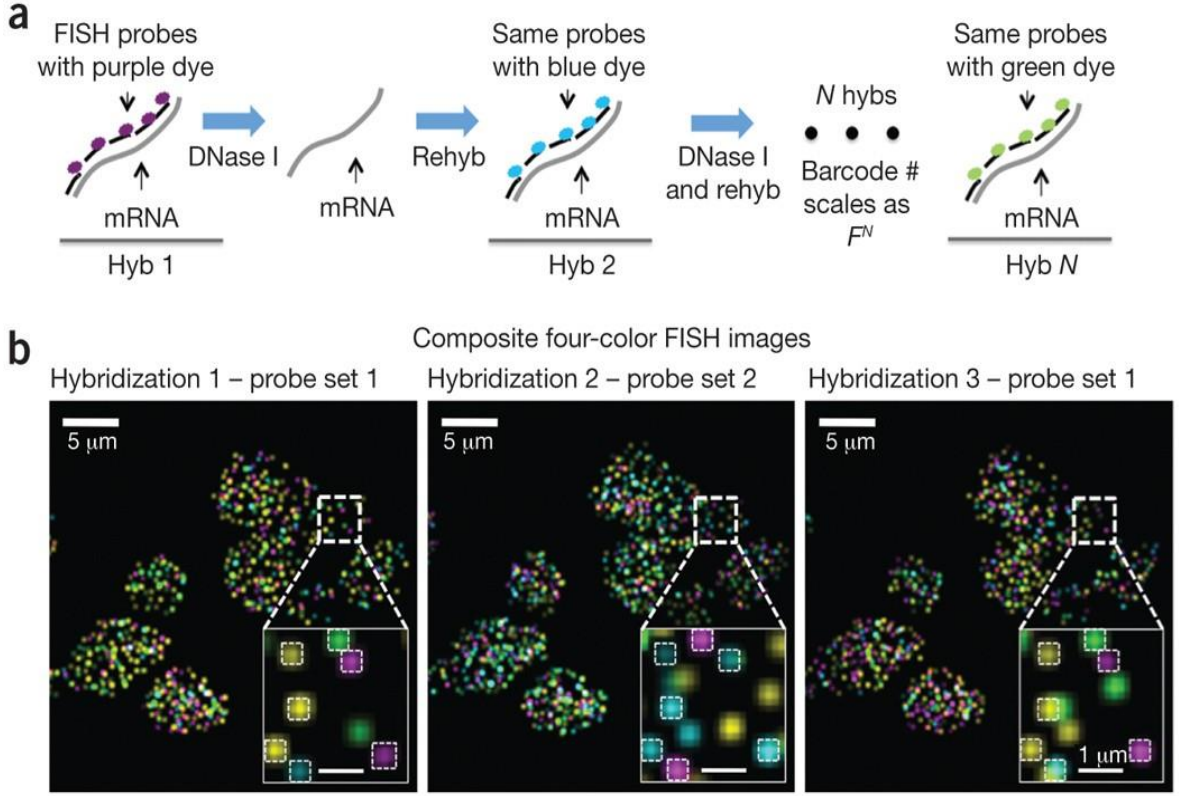 a
FISH probes
with purple dye
mRNA
Hyb 1
DNase I
mRNA
Rehyb
Same probes
with blue dye
mRNA
Hyb 2
DNase I
and rehyb
N hybs
Barcode #
scales as
F^N
Same probes
with green dye
mRNA
Hyb N
b
Composite four-color FISH images
Hybridization 1 – probe set 1
5 μm
Hybridization 2 – probe set 2
5 μm
Hybridization 3 – probe set 1
5 μm
1 μm